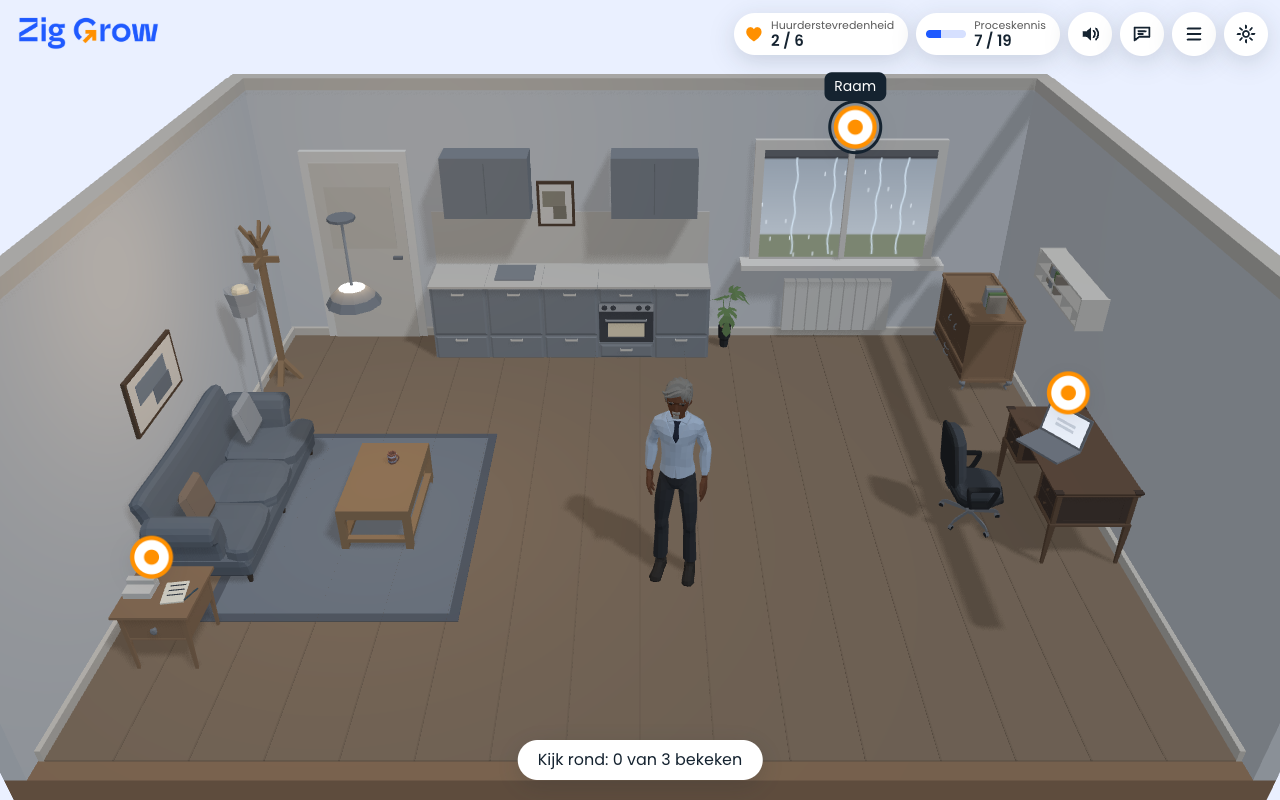 Zig Grow
Huurderstevredenheid
2 / 6
Proceskennis
7 / 19
Raam
Kijk rond: 0 van 3 bekeken